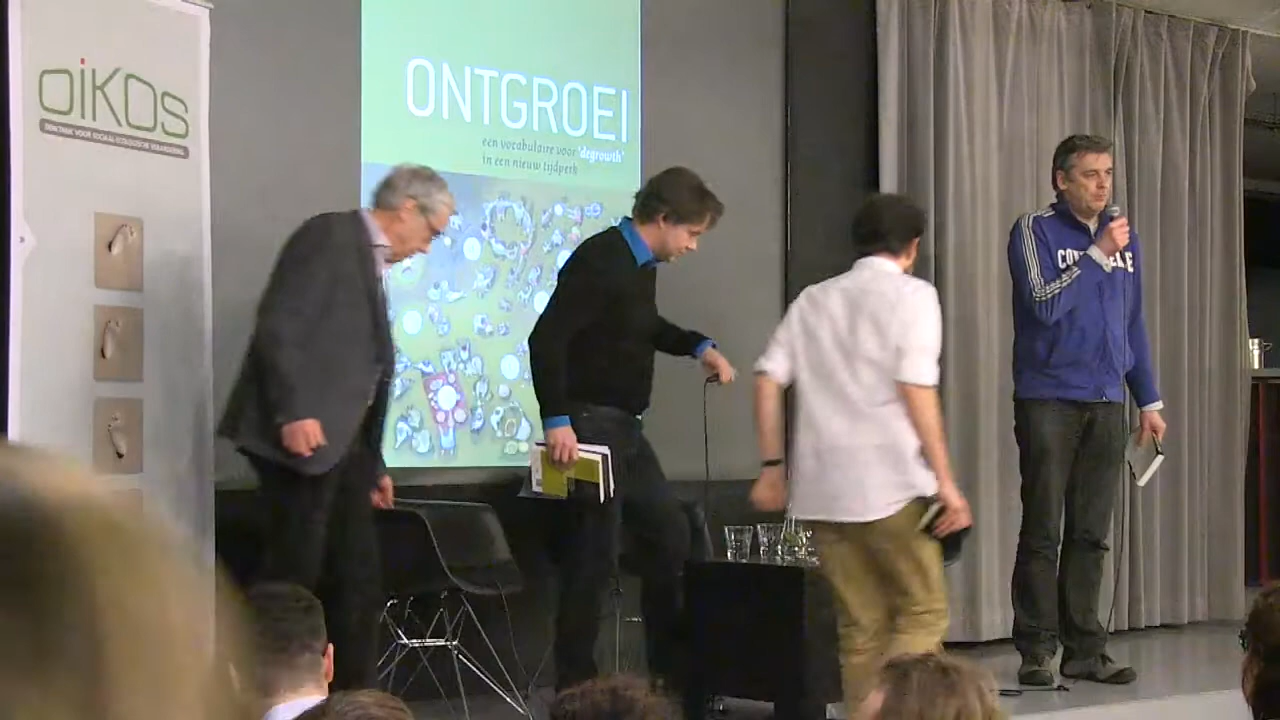 OiKOs
DENKTANK VOOR SOCIAAL-ECOLOGISCHE VERANDERING
ONTGROEI
een vocabulaire voor 'degrowth'
in een nieuw tijdperk